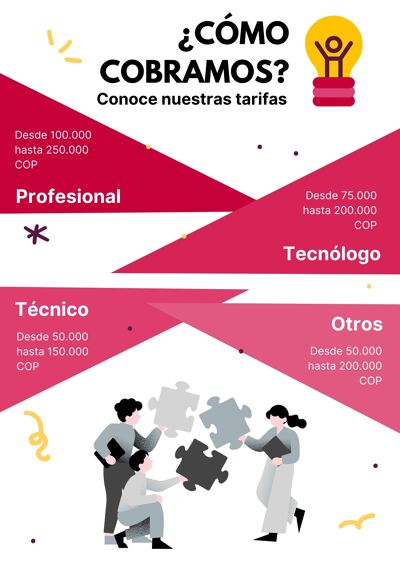 ¿CÓMO
COBRAMOS?
Conoce nuestras tarifas
Desde 100.000
hasta 250.000
COP
Profesional
Desde 75.000
hasta 200.000
COP
Tecnólogo
Técnico
Desde 50.000
hasta 150.000
COP
Otros
Desde 50.000
hasta 200.000
COP